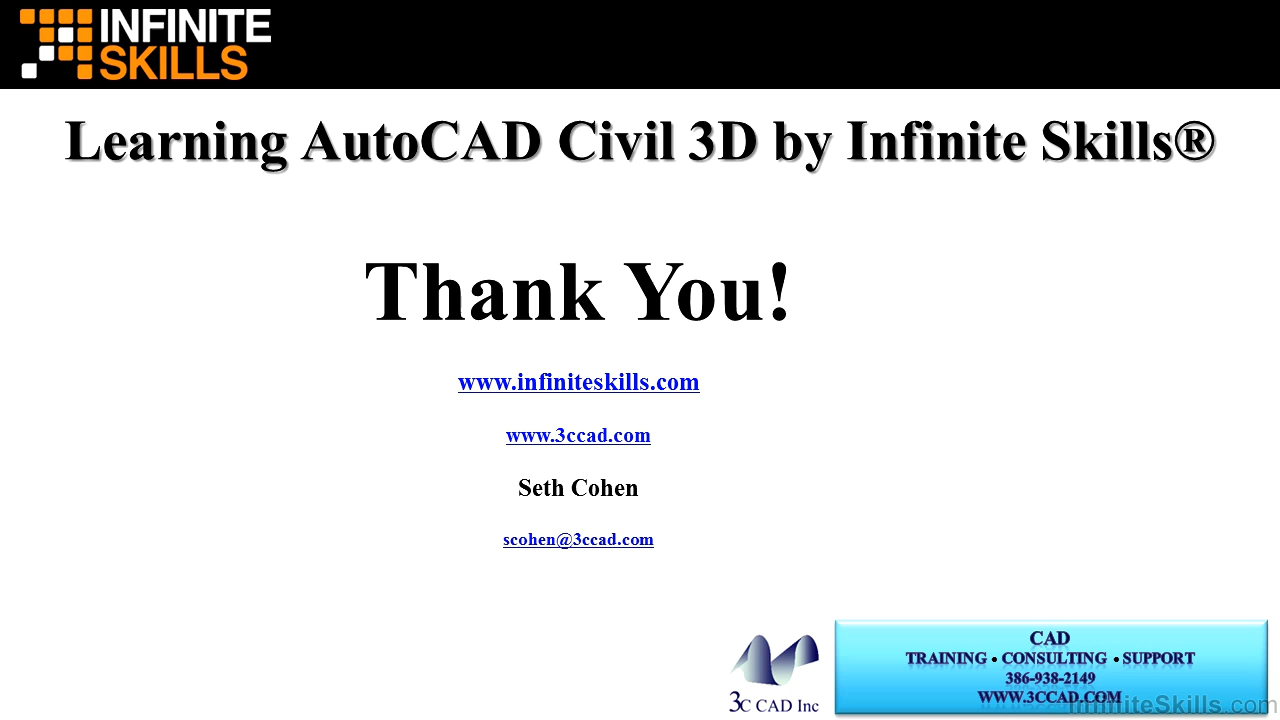 INFINITE
SKILLS
Learning AutoCAD Civil 3D by Infinite Skills®
Thank You!
www.infiniteskills.com
www.3ccad.com
Seth Cohen
scohen@3ccad.com
3C CAD Inc
CAD
TRAINING • CONSULTING • SUPPORT
386-938-2149
WWW.3CCAD.COM
InfiniteSkills.com